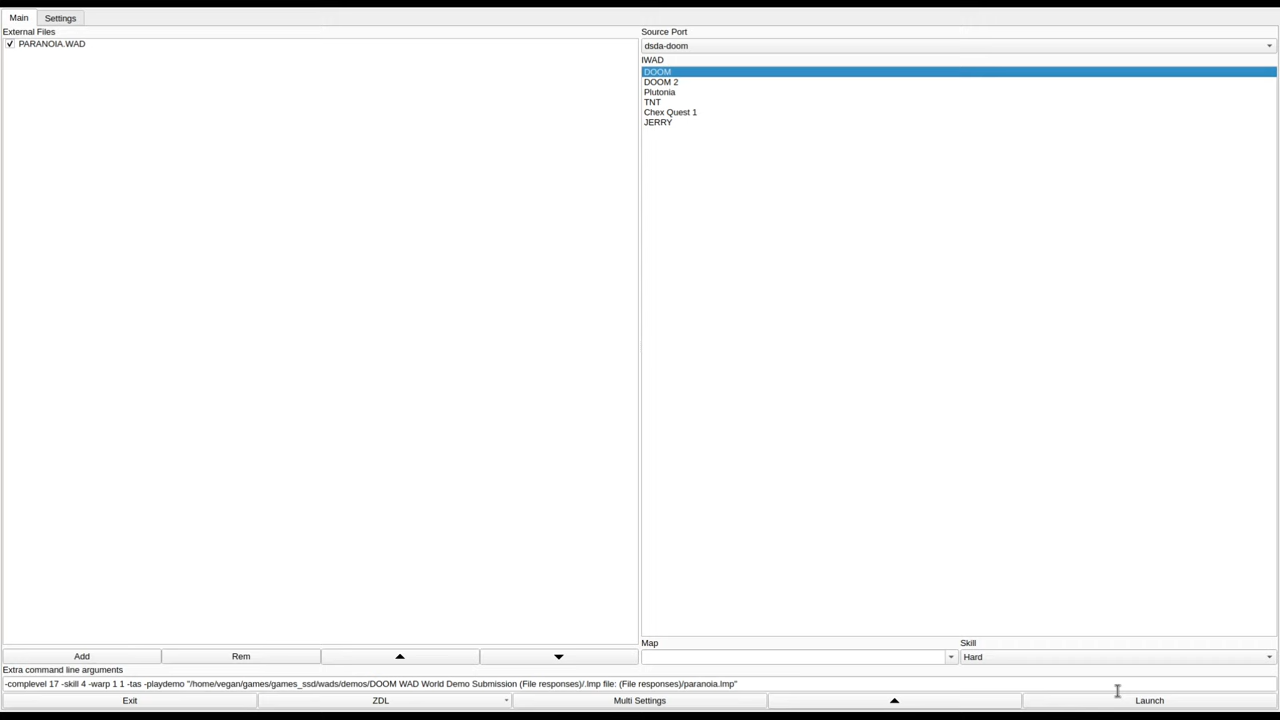 Main Settings
External Files
PARANOIA.WAD
Source Port
dsda-doom
IWAD
DOOM
DOOM 2
Plutonia
TNT
Chex Quest 1
JERRY
Map Skill
Hard
Add Rem
Extra command line arguments
-complevel 17 -skill 4 -warp 1 1 -tas -playdemo "/home/vegan/games/games_ssd/wads/demos/DOOM WAD World Demo Submission (File responses)/.lmp file: (File responses)/paranoia.lmp"
Exit ZDL Multi Settings Launch